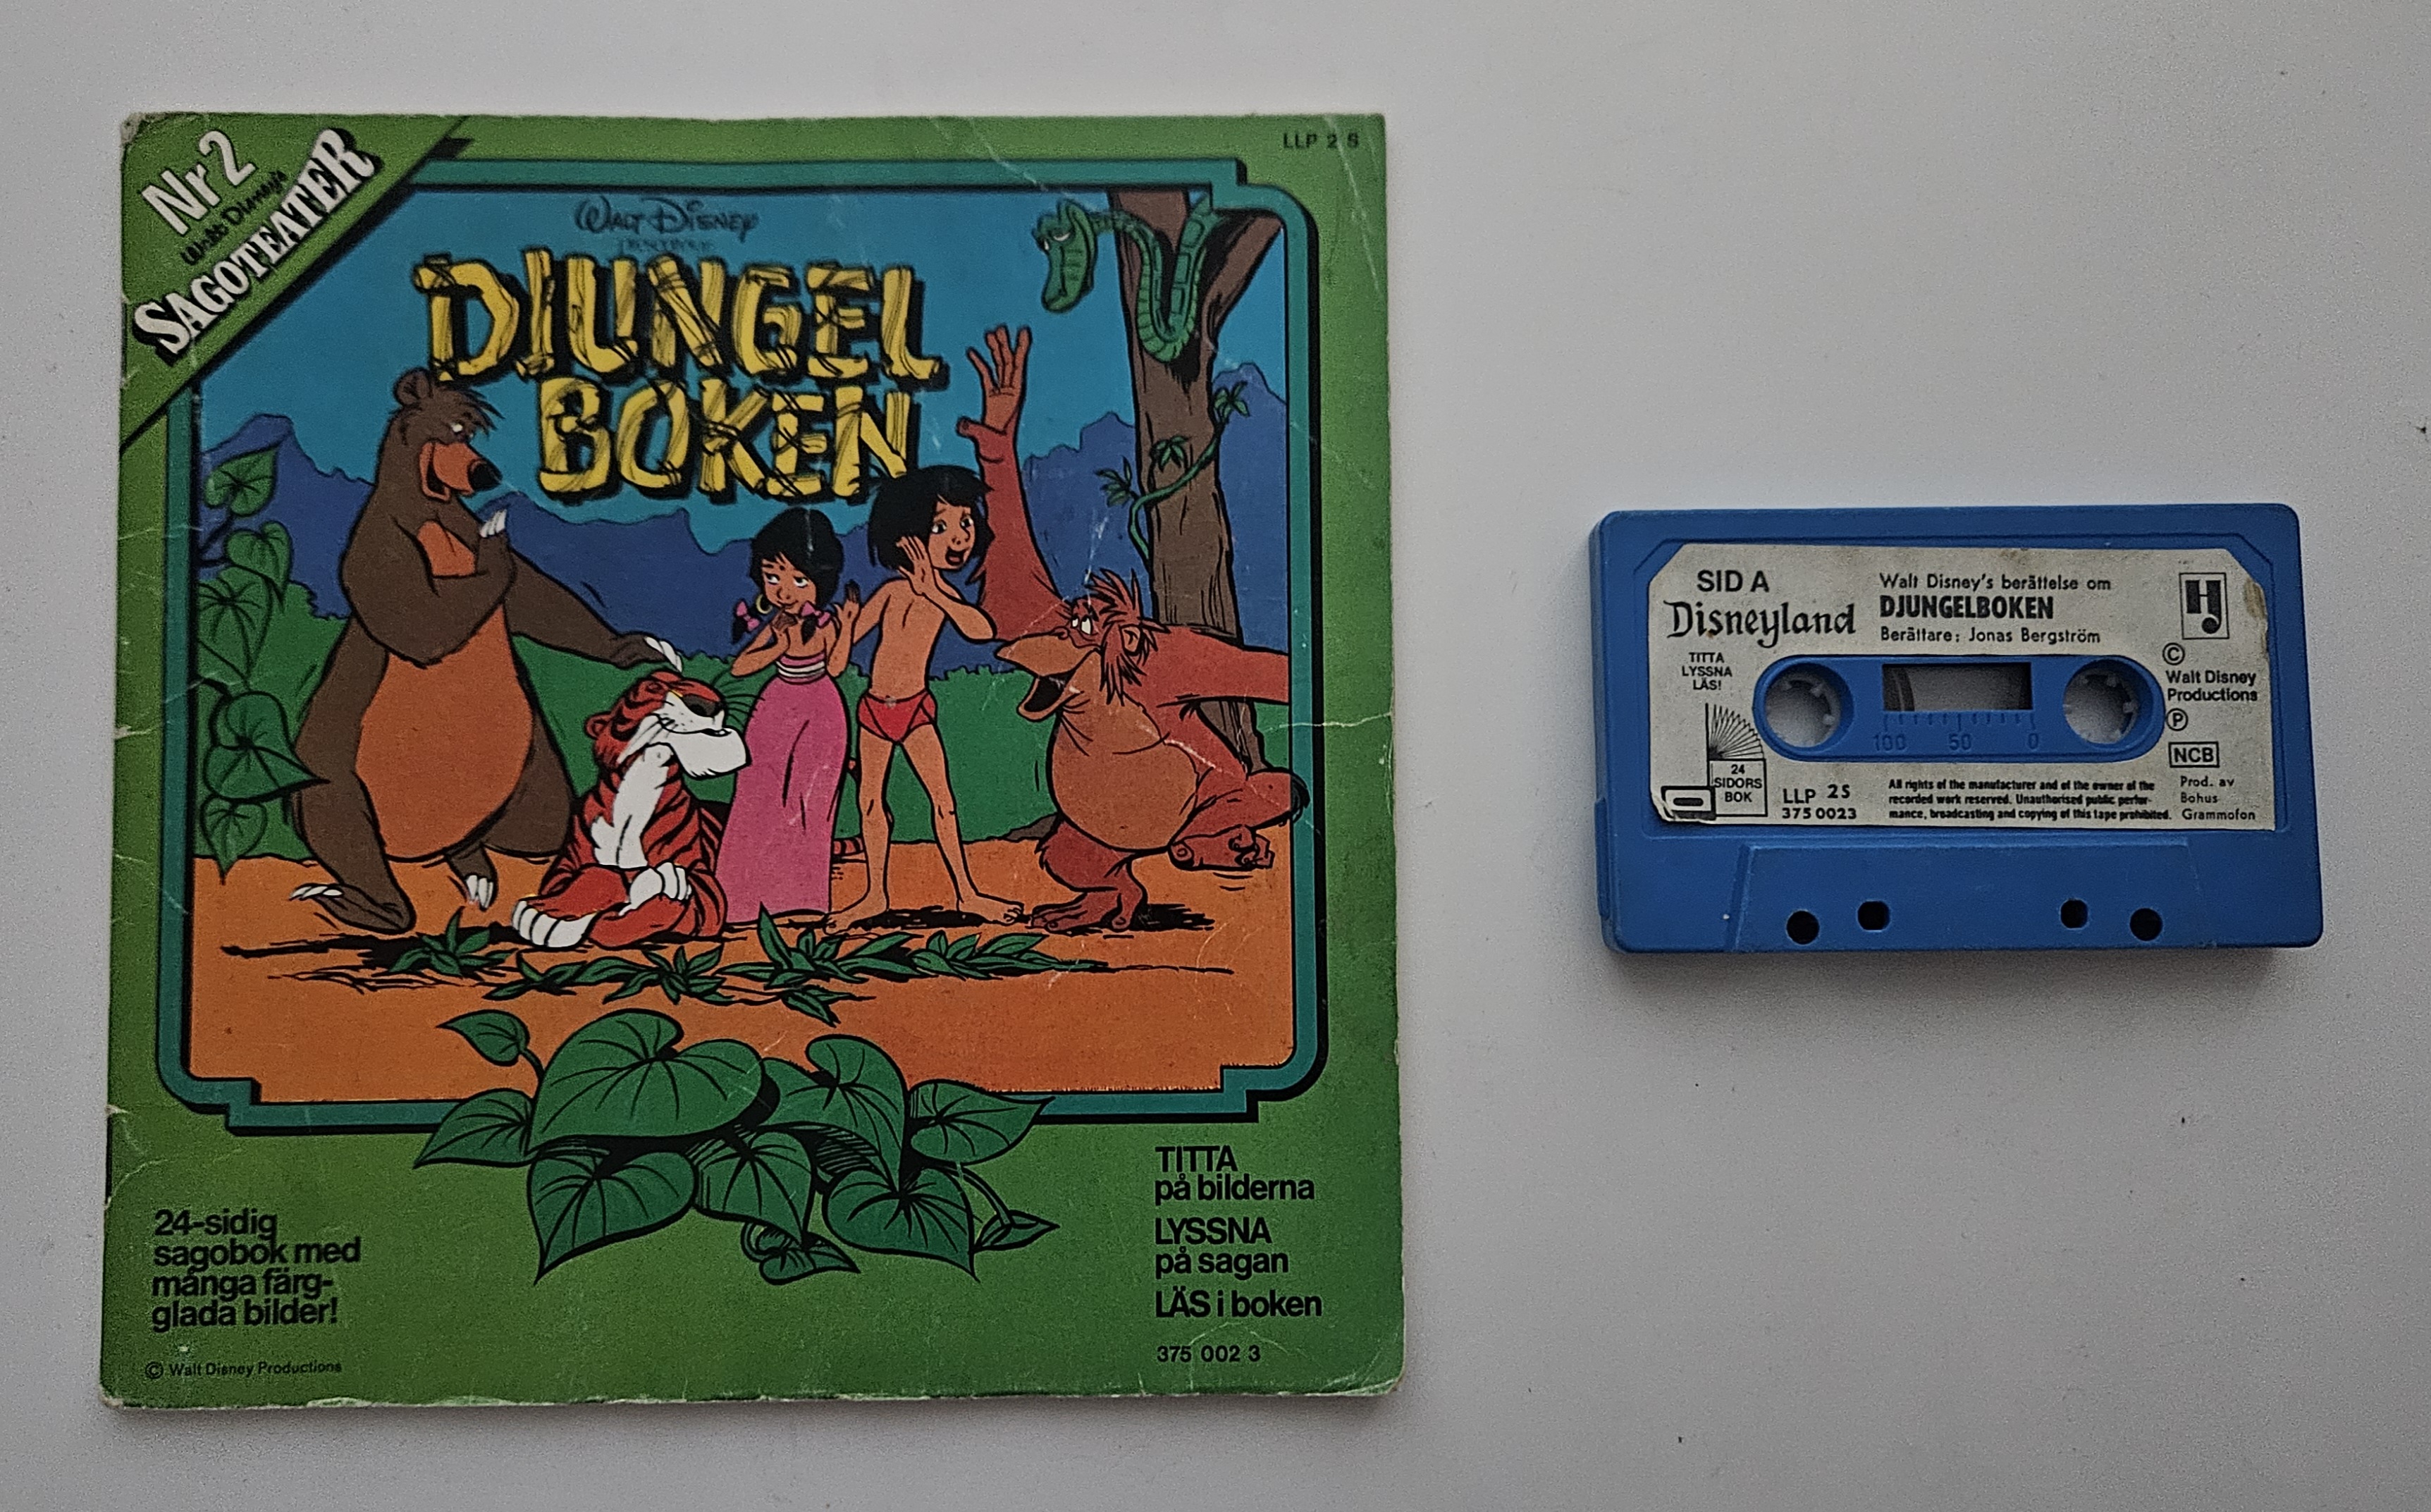 Nr 2
Walt Disney's
SAGOTEATER
LLP 2 S
WALT DISNEY
DJUNGEL
BOKEN
24-sidig
sagobok med
många färg-
glada bilder!
© Walt Disney Productions
TITTA
på bilderna
LYSSNA
på sagan
LÄS i boken
375 002 3
SID A
Disneyland
Walt Disney's berättelse om
DJUNGELBOKEN
Berättare: Jonas Bergström
TITTA
LYSSNA
LÄS!
24
SIDORS
BOK
100 50 0
LLP 2S
375 0023
All rights of the manufacturer and of the owner of the
recorded work reserved. Unauthorised public perfor-
mance, broadcasting and copying of this tape prohibited.
©
Walt Disney
Productions
Ⓟ
NCB
Prod. av
Bohus
Grammofon